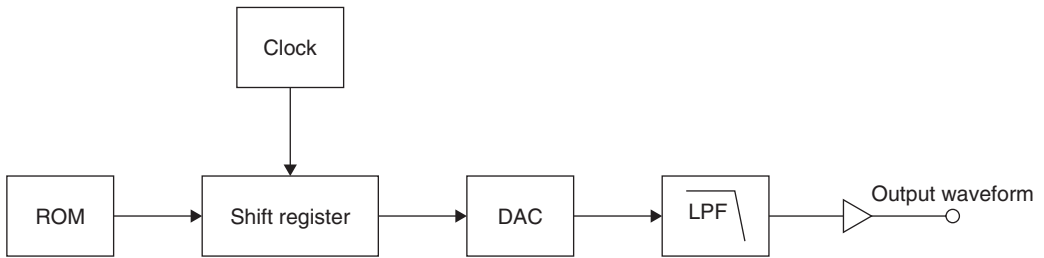 Clock
ROM
Shift register
DAC
LPF
Output waveform